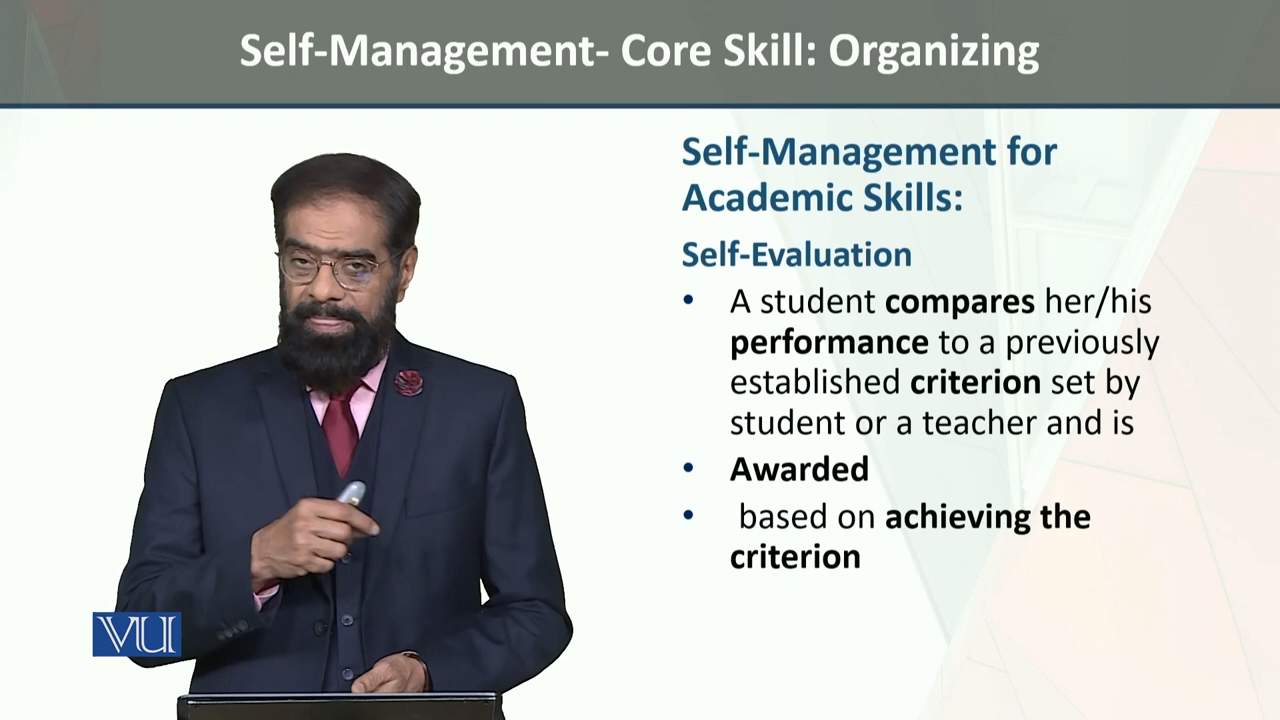 Self-Management- Core Skill: Organizing
Self-Management for
Academic Skills:
Self-Evaluation
• A student compares her/his
performance to a previously
established criterion set by
student or a teacher and is
• Awarded
• based on achieving the
criterion
VU